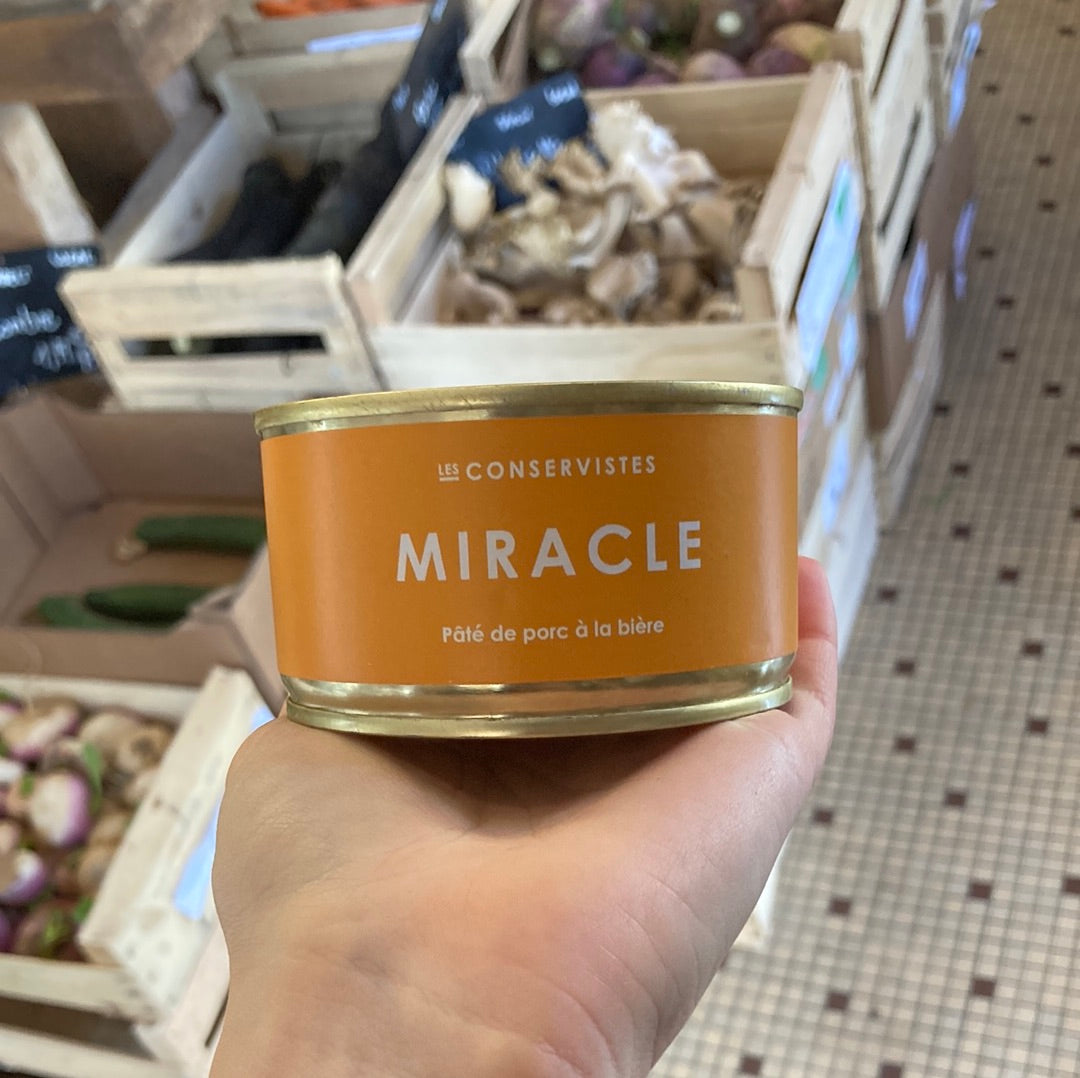 LES CONSERVISTES
MIRACLE
Pâté de porc à la bière